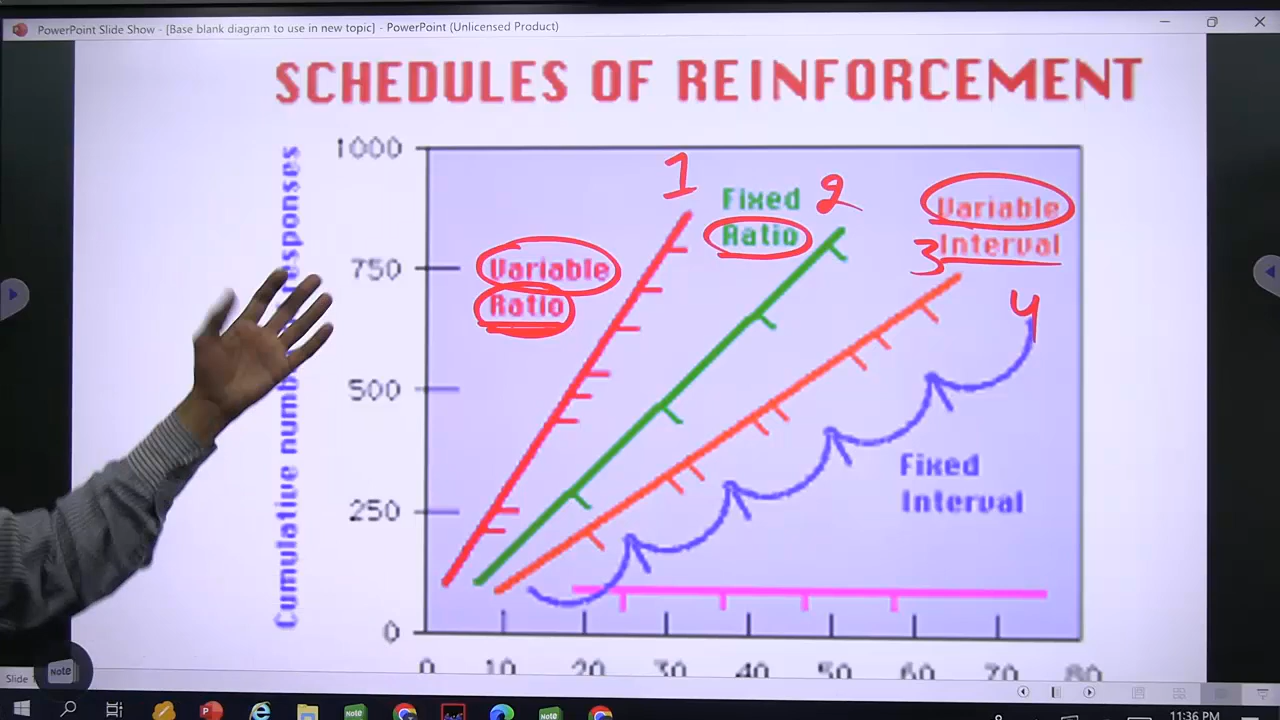 PowerPoint Slide Show - [Base blank diagram to use in new topic] - PowerPoint (Unlicensed Product)
SCHEDULES OF REINFORCEMENT
1000
750
500
250
0
1
Fixed
Ratio
2
Variable
Interval
3
Variable
Ratio
4
Fixed
Interval
0 10 20 30 40 50 60 70 80
Slide
Note
11:36 PM